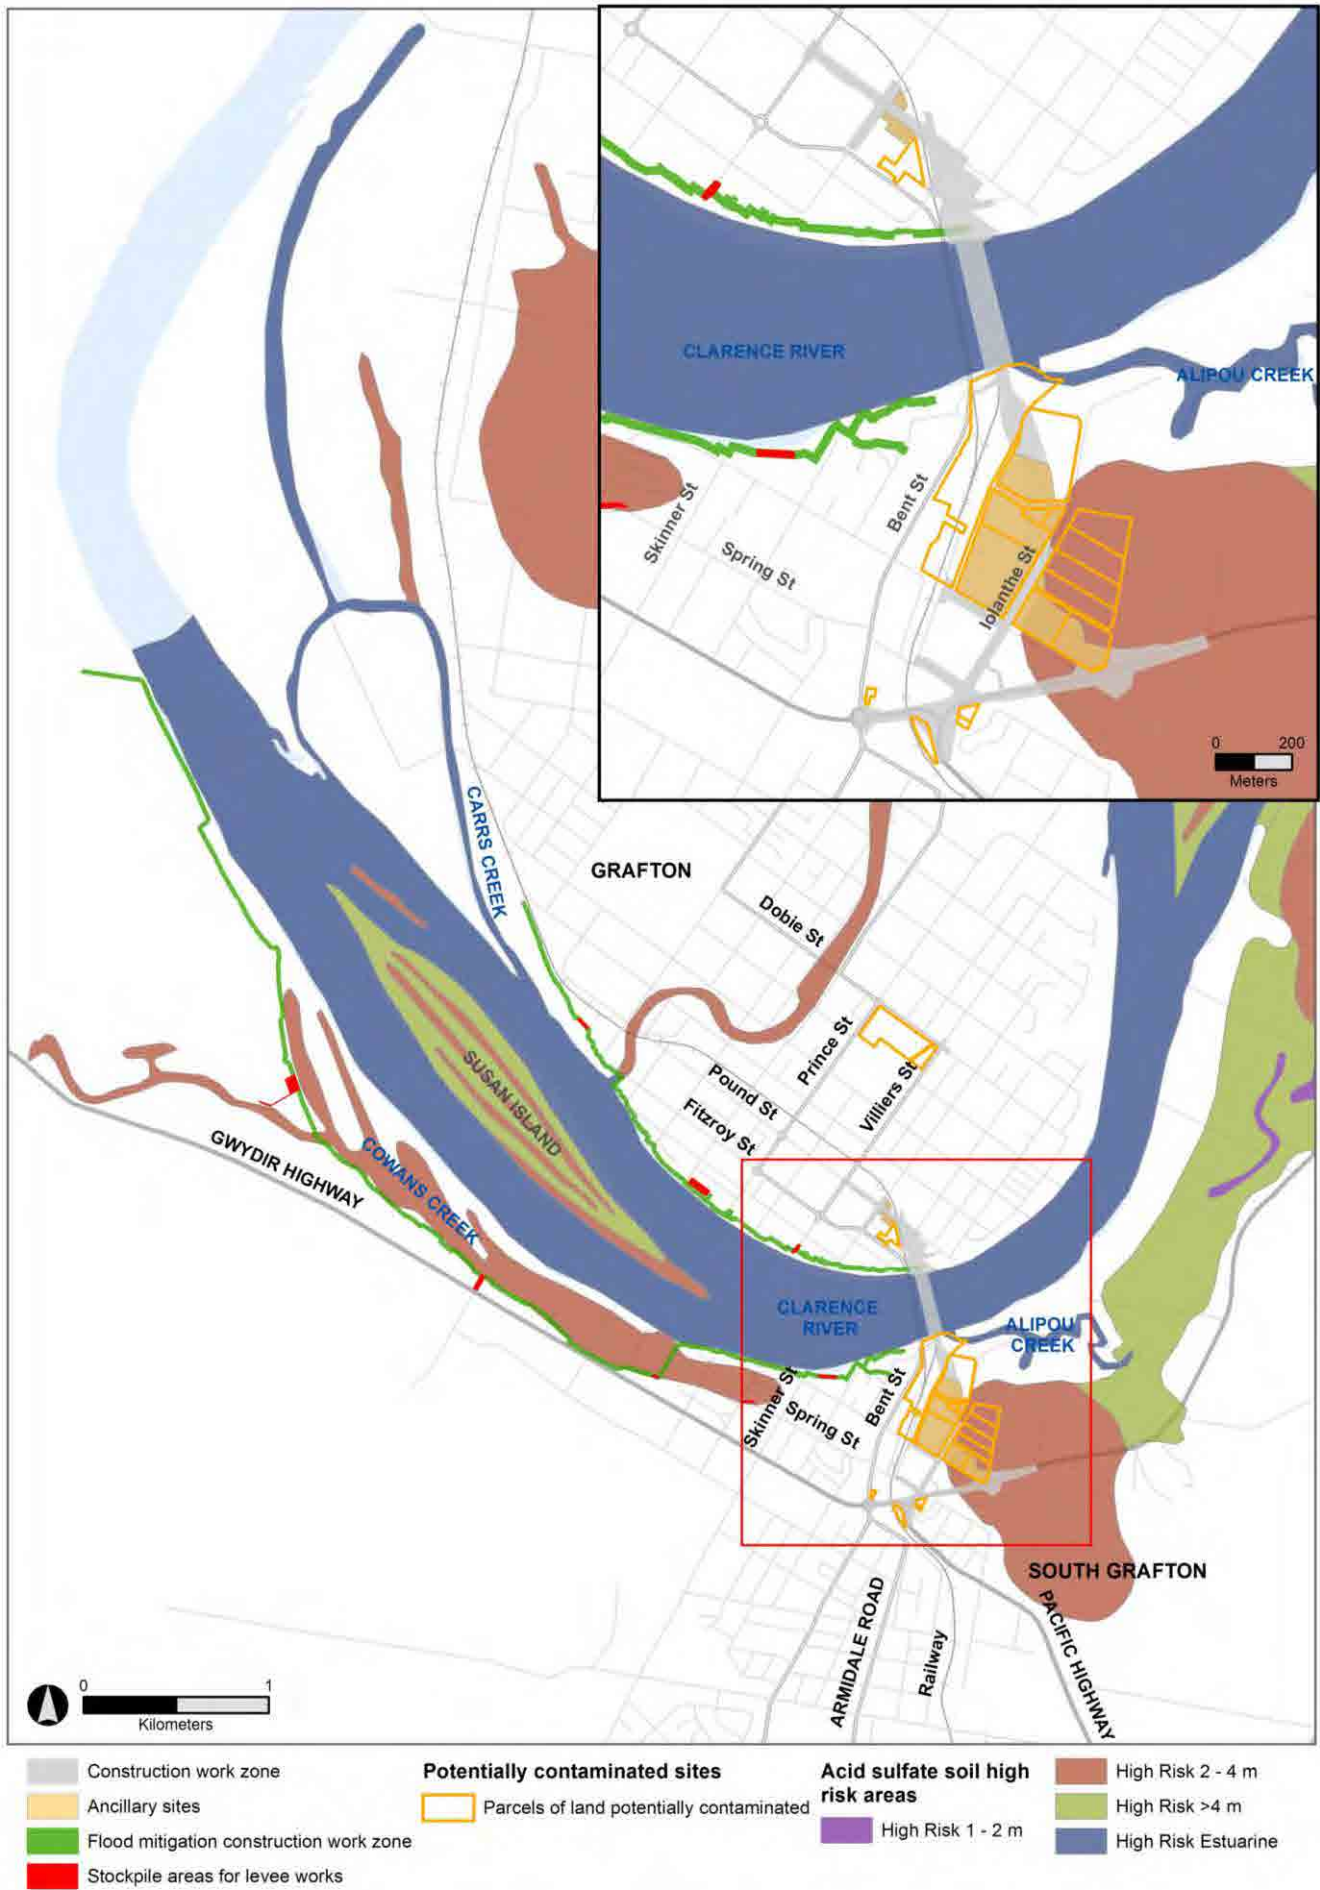 CLARENCE RIVER
ALIPOU CREEK
Skinner St
Spring St
Bent St
Iolanthe St
0 200
Meters
CARRS CREEK
GRAFTON
Dobie St
Prince St
Villiers St
Pound St
Fitzroy St
SUSAN ISLAND
COWANS CREEK
GWYDIR HIGHWAY
CLARENCE
RIVER
ALIPOU
CREEK
Skinner St
Spring St
Bent St
SOUTH GRAFTON
ARMIDALE ROAD
Railway
PACIFIC HIGHWAY
0 1
Kilometers
Construction work zone
Ancillary sites
Flood mitigation construction work zone
Stockpile areas for levee works
Potentially contaminated sites
Parcels of land potentially contaminated
Acid sulfate soil high
risk areas
High Risk 1 - 2 m
High Risk 2 - 4 m
High Risk >4 m
High Risk Estuarine